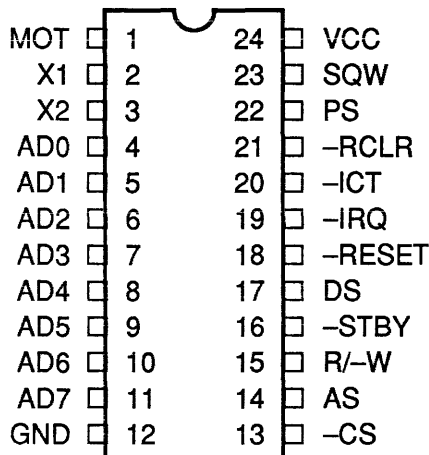 MOT 1 24 VCC
X1 2 23 SQW
X2 3 22 PS
AD0 4 21 –RCLR
AD1 5 20 –ICT
AD2 6 19 –IRQ
AD3 7 18 –RESET
AD4 8 17 DS
AD5 9 16 –STBY
AD6 10 15 R/–W
AD7 11 14 AS
GND 12 13 –CS